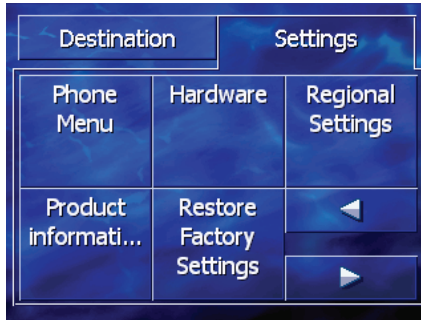 Destination
Settings
Phone
Menu
Hardware
Regional
Settings
Product
informati...
Restore
Factory
Settings